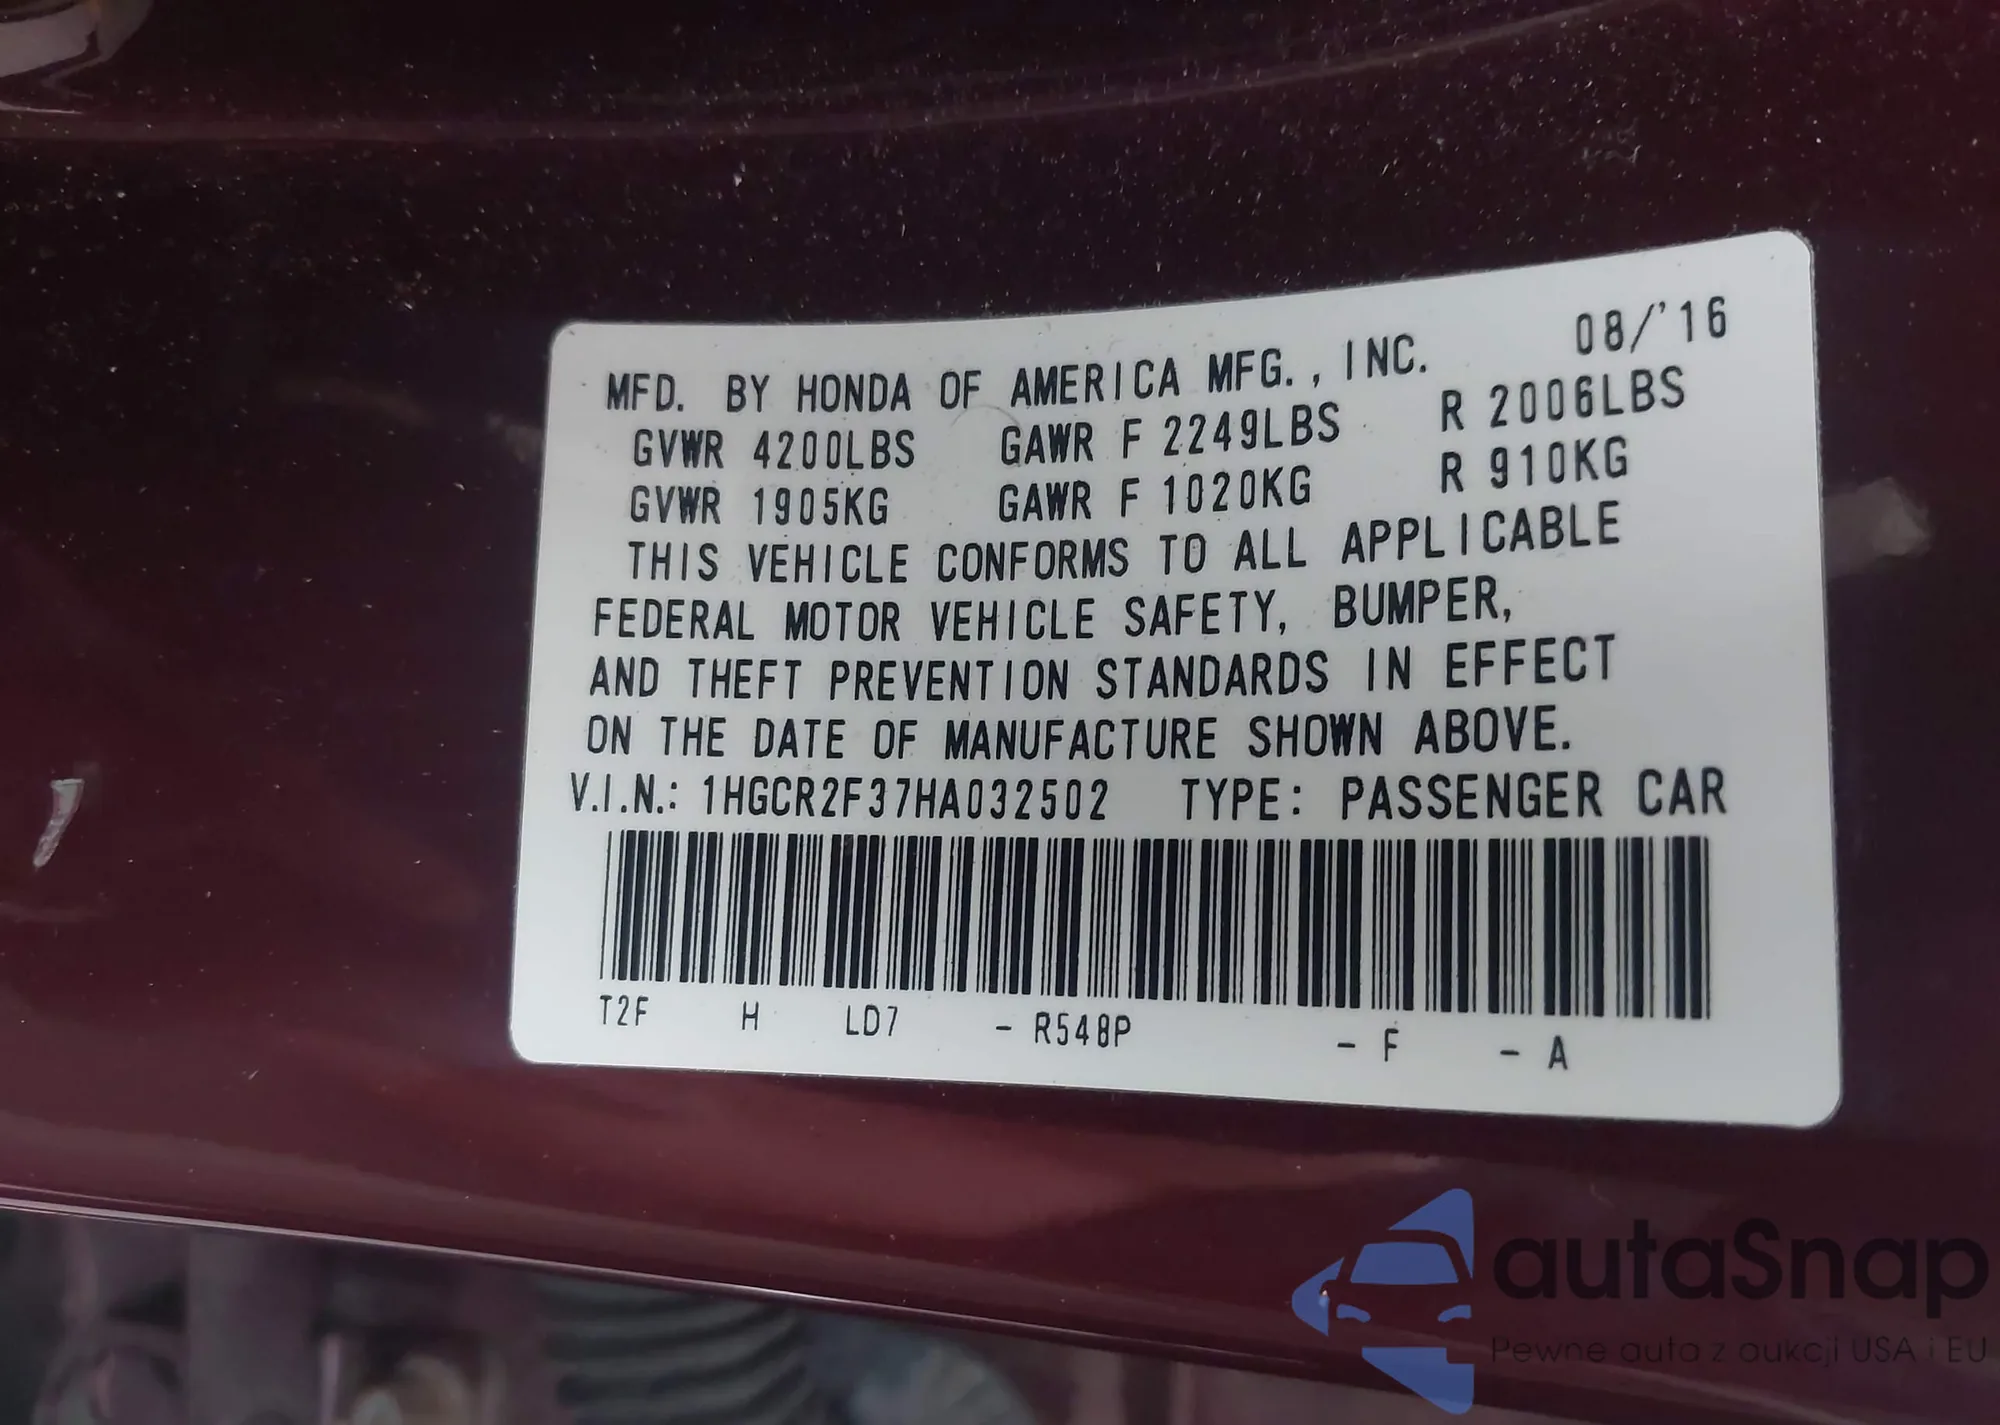 08/'16
MFD. BY HONDA OF AMERICA MFG., INC.
GVWR 4200LBS GAWR F 2249LBS R 2006LBS
GVWR 1905KG GAWR F 1020KG R 910KG
THIS VEHICLE CONFORMS TO ALL APPLICABLE
FEDERAL MOTOR VEHICLE SAFETY, BUMPER,
AND THEFT PREVENTION STANDARDS IN EFFECT
ON THE DATE OF MANUFACTURE SHOWN ABOVE.
V.I.N.: 1HGCR2F37HA032502 TYPE: PASSENGER CAR
T2F H LD7 - R548P - F - A
autaSnap
Pewne auta z aukcji USA i EU